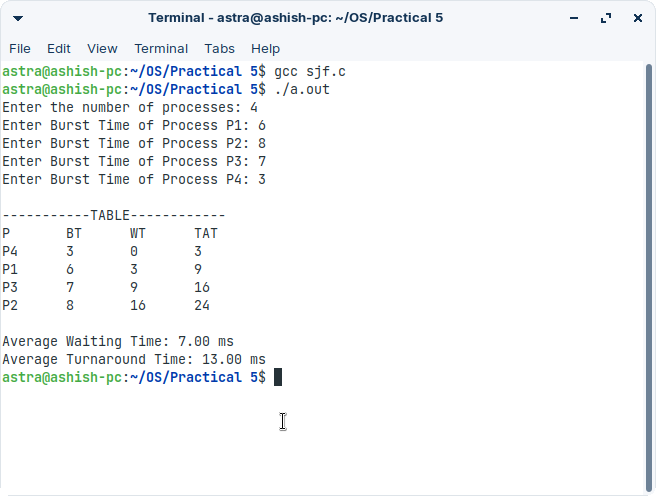 Terminal - astra@ashish-pc: ~/OS/Practical 5
File Edit View Terminal Tabs Help
astra@ashish-pc:~/OS/Practical 5$ gcc sjf.c
astra@ashish-pc:~/OS/Practical 5$ ./a.out
Enter the number of processes: 4
Enter Burst Time of Process P1: 6
Enter Burst Time of Process P2: 8
Enter Burst Time of Process P3: 7
Enter Burst Time of Process P4: 3
-----------TABLE------------
P       BT      WT      TAT
P4      3       0       3
P1      6       3       9
P3      7       9       16
P2      8       16      24
Average Waiting Time: 7.00 ms
Average Turnaround Time: 13.00 ms
astra@ashish-pc:~/OS/Practical 5$